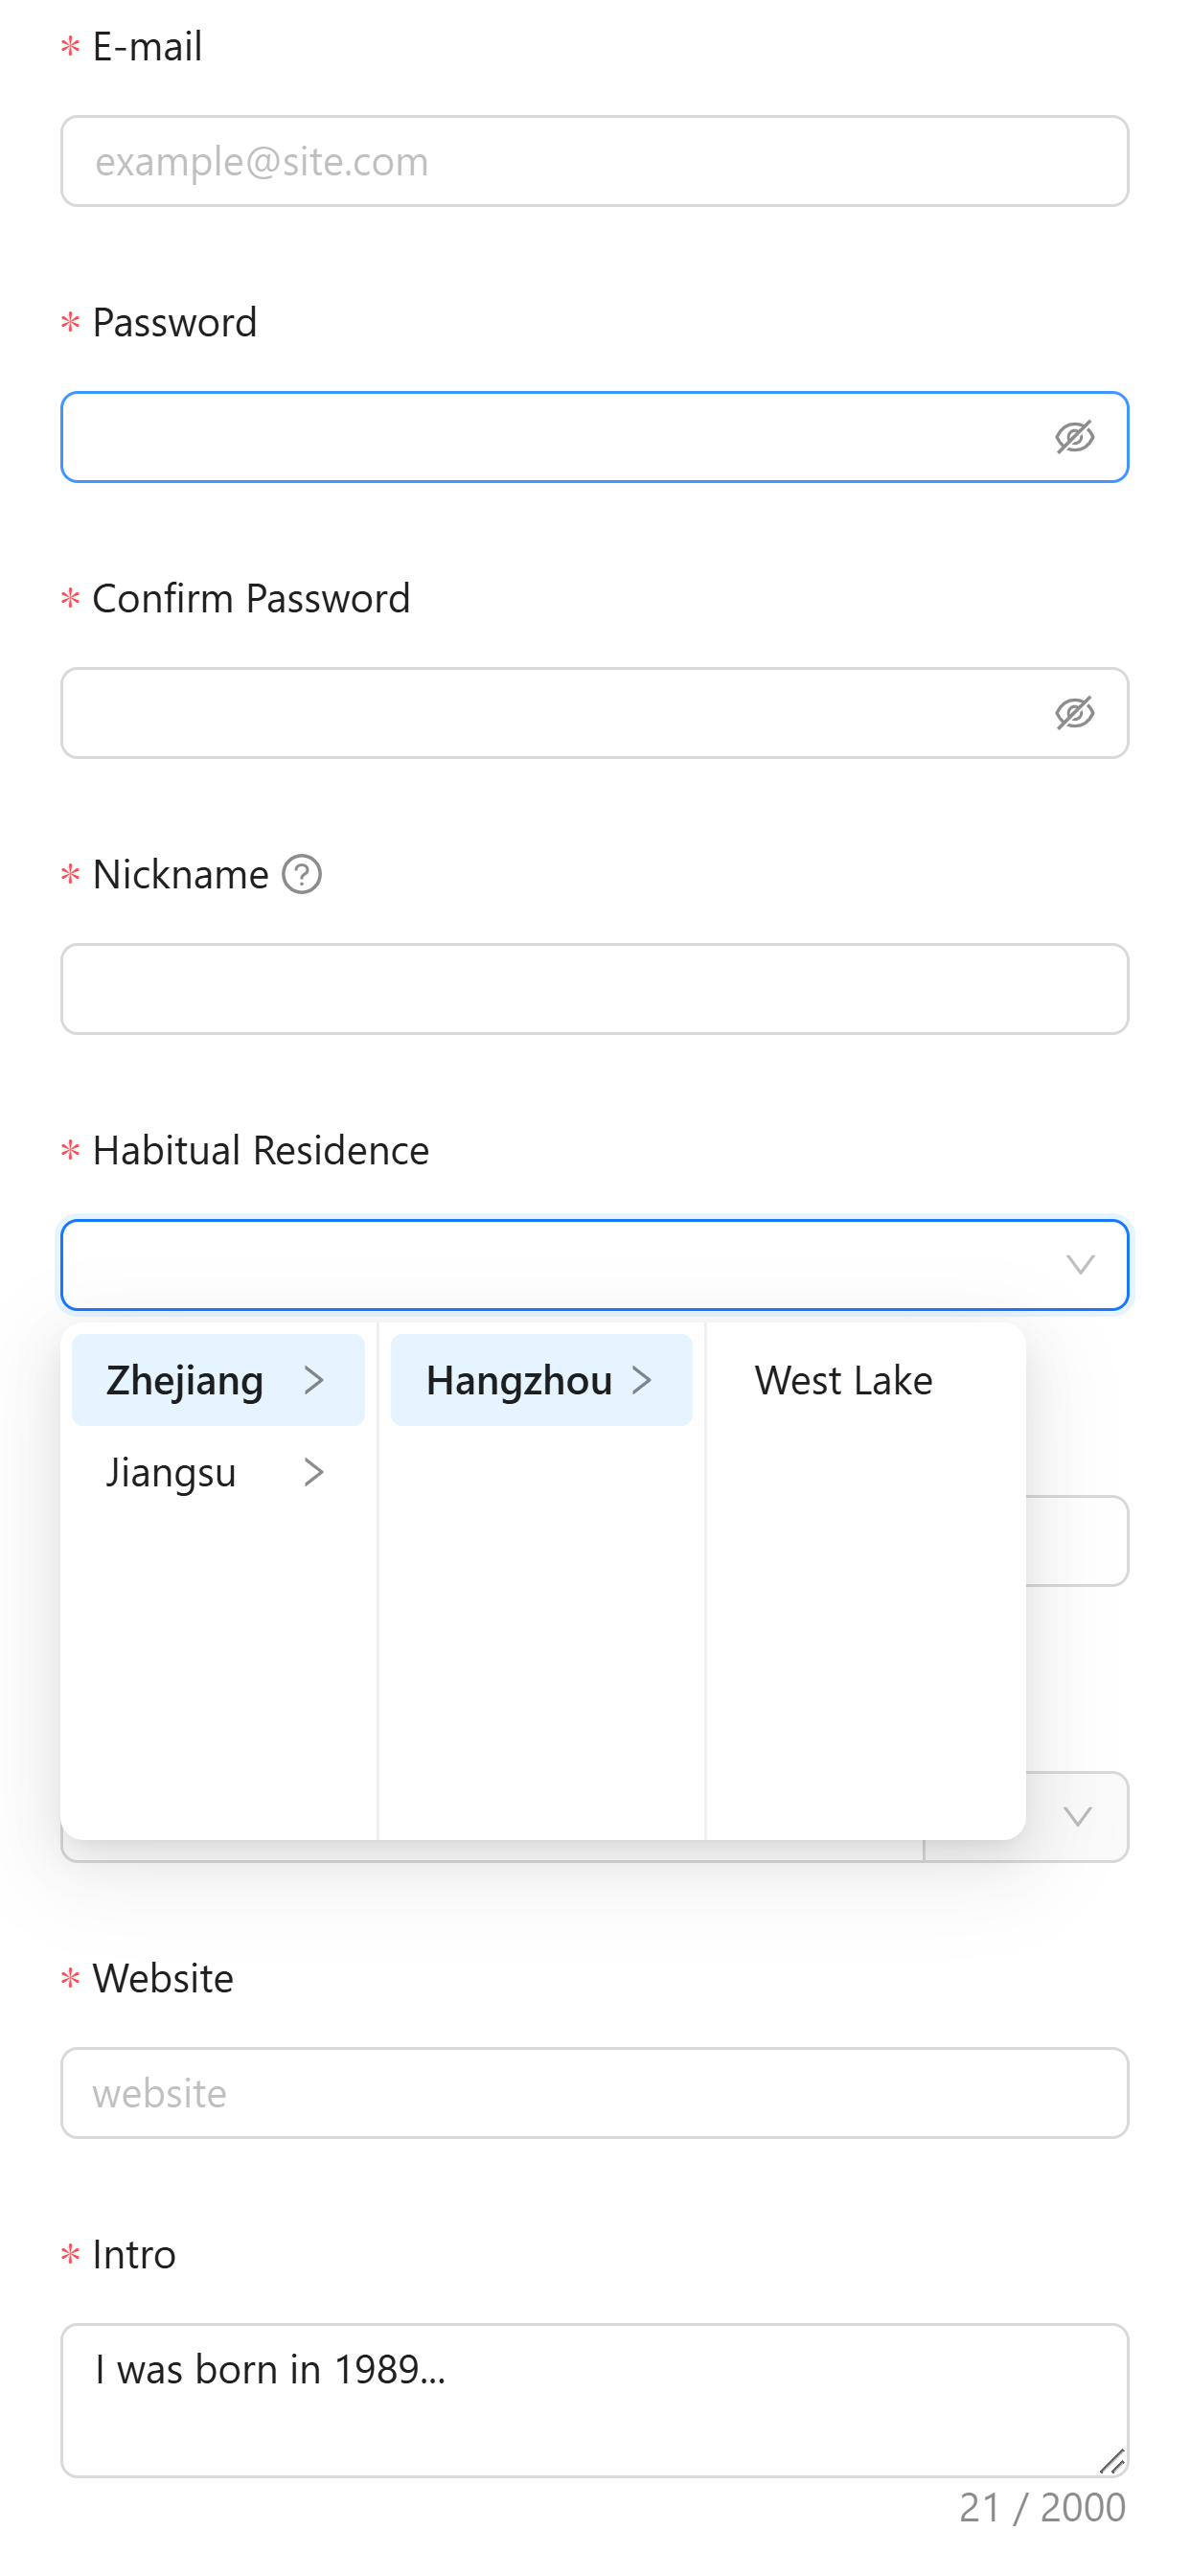 * E-mail
example@site.com
* Password
* Confirm Password
* Nickname ?
* Habitual Residence
Zhejiang > Hangzhou > West Lake
Jiangsu >
* Website
website
* Intro
I was born in 1989...
21 / 2000